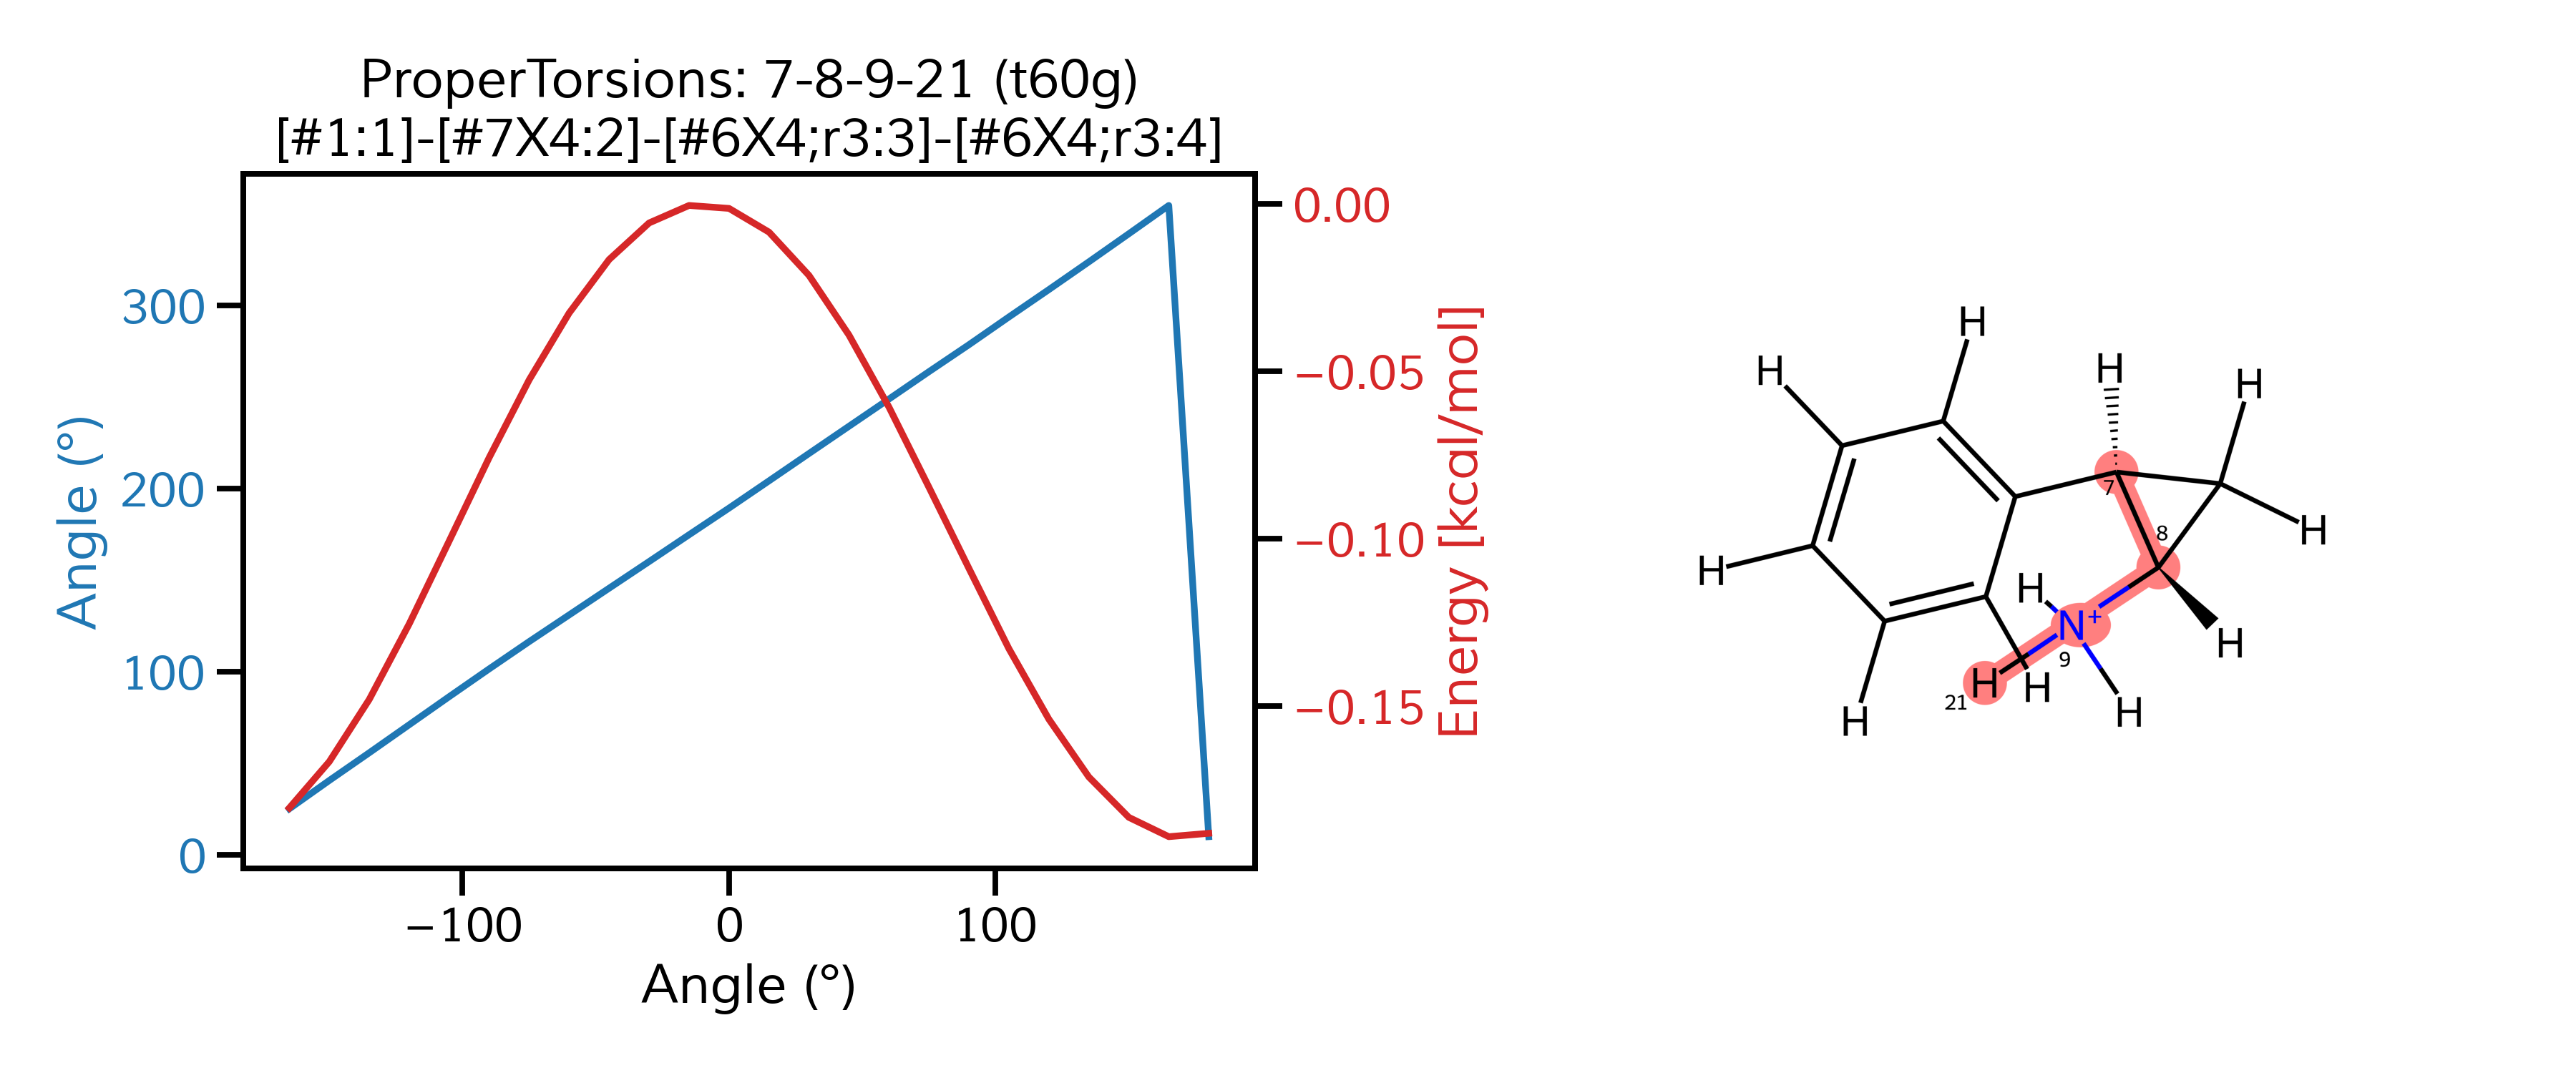 ProperTorsions: 7-8-9-21 (t60g)
[#1:1]-[#7X4:2]-[#6X4;r3:3]-[#6X4;r3:4]
Angle (°)
300
200
100
0
−100
0
100
Angle (°)
0.00
−0.05
−0.10
−0.15
Energy [kcal/mol]
H
H
H
H
7
8
H
H
H
N+
9
H
H
21
H
H
H